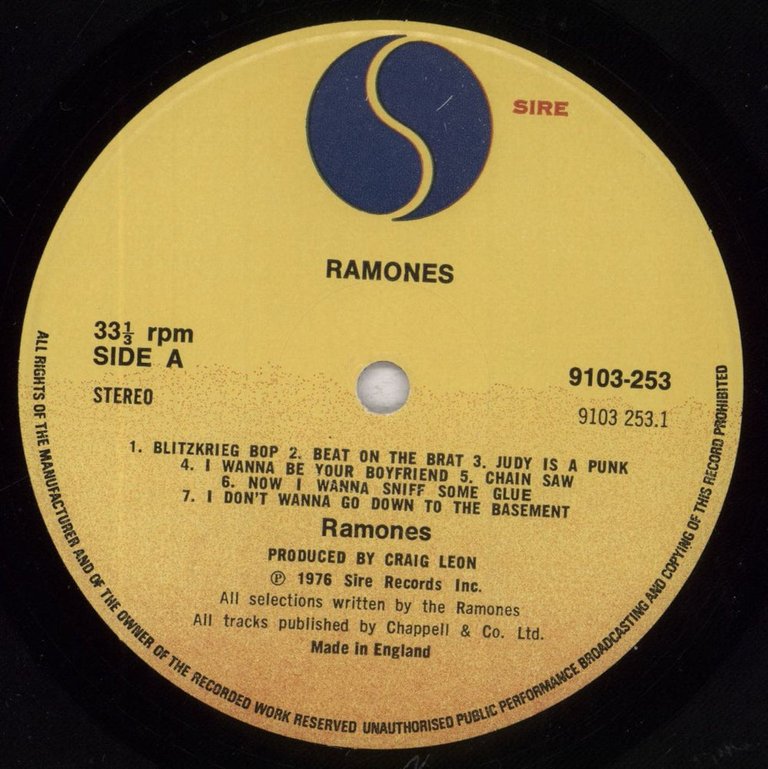 SIRE
RAMONES
33⅓ rpm
SIDE A
STEREO
9103-253
9103 253.1
1. BLITZKRIEG BOP 2. BEAT ON THE BRAT 3. JUDY IS A PUNK
4. I WANNA BE YOUR BOYFRIEND 5. CHAIN SAW
6. NOW I WANNA SNIFF SOME GLUE
7. I DON'T WANNA GO DOWN TO THE BASEMENT
Ramones
PRODUCED BY CRAIG LEON
℗ 1976 Sire Records Inc.
All selections written by the Ramones
All tracks published by Chappell & Co. Ltd.
Made in England
ALL RIGHTS OF THE MANUFACTURER AND OF THE OWNER OF THE RECORDED WORK RESERVED UNAUTHORISED PUBLIC PERFORMANCE BROADCASTING AND COPYING OF THIS RECORD PROHIBITED